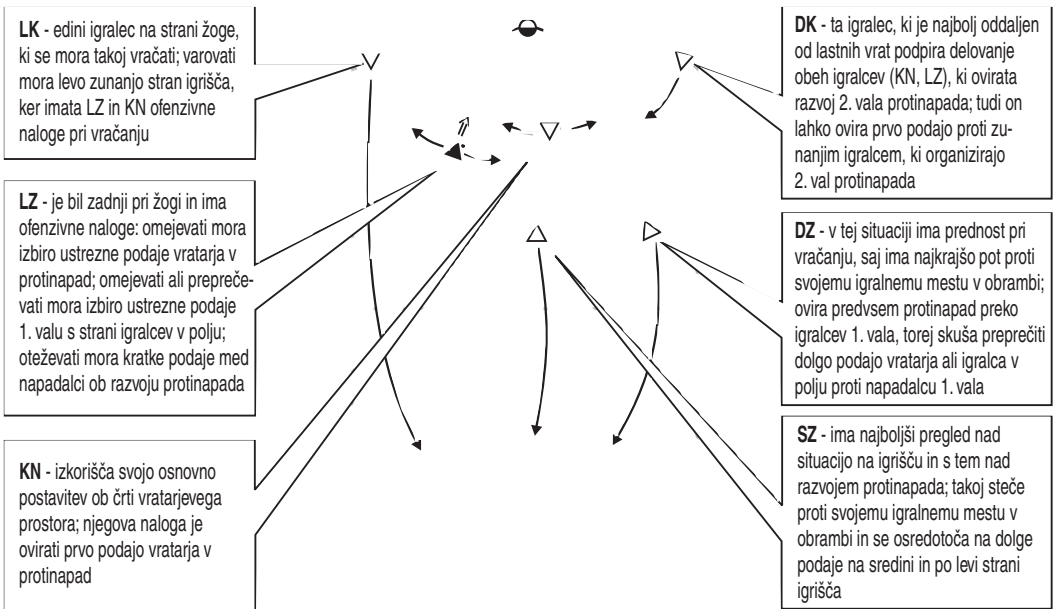 LK - edini igralec na strani žoge,
ki se mora takoj vračati; varovati
mora levo zunanjo stran igrišča,
ker imata LZ in KN ofenzivne
naloge pri vračanju
LZ - je bil zadnji pri žogi in ima
ofenzivne naloge: omejevati mora
izbiro ustrezne podaje vratarja v
protinapad; omejevati ali prepreče-
vati mora izbiro ustrezne podaje
1. valu s strani igralcev v polju;
oteževati mora kratke podaje med
napadalci ob razvoju protinapada
KN - izkorišča svojo osnovno
postavitev ob črti vratarjevega
prostora; njegova naloga je
ovirati prvo podajo vratarja v
protinapad
DK - ta igralec, ki je najbolj oddaljen
od lastnih vrat podpira delovanje
obeh igralcev (KN, LZ), ki ovirata
razvoj 2. vala protinapada; tudi on
lahko ovira prvo podajo proti zu-
nanjim igralcem, ki organizirajo
2. val protinapada
DZ - v tej situaciji ima prednost pri
vračanju, saj ima najkrajšo pot proti
svojemu igralnemu mestu v obrambi;
ovira predvsem protinapad preko
igralcev 1. vala, torej skuša preprečiti
dolgo podajo vratarja ali igralca v
polju proti napadalcu 1. vala
SZ - ima najboljši pregled nad
situacijo na igrišču in s tem nad
razvojem protinapada; takoj steče
proti svojemu igralnemu mestu v
obrambi in se osredotoča na dolge
podaje na sredini in po levi strani
igrišča